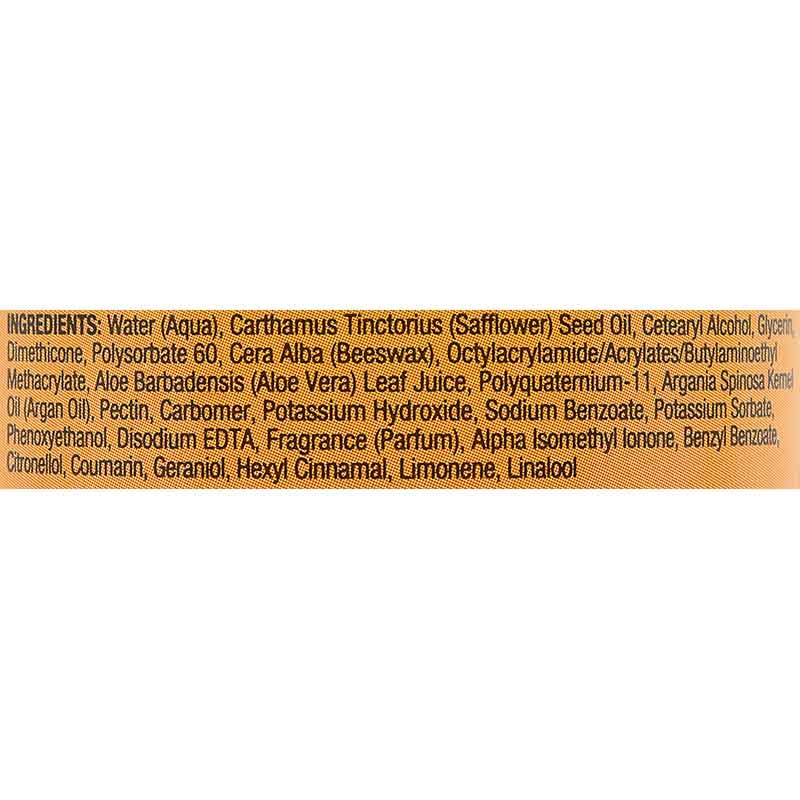 INGREDIENTS: Water (Aqua), Carthamus Tinctorius (Safflower) Seed Oil, Cetearyl Alcohol, Glycerin,
Dimethicone, Polysorbate 60, Cera Alba (Beeswax), Octylacrylamide/Acrylates/Butylaminoethyl
Methacrylate, Aloe Barbadensis (Aloe Vera) Leaf Juice, Polyquaternium-11, Argania Spinosa Kernel
Oil (Argan Oil), Pectin, Carbomer, Potassium Hydroxide, Sodium Benzoate, Potassium Sorbate,
Phenoxyethanol, Disodium EDTA, Fragrance (Parfum), Alpha Isomethyl Ionone, Benzyl Benzoate,
Citronellol, Coumarin, Geraniol, Hexyl Cinnamal, Limonene, Linalool